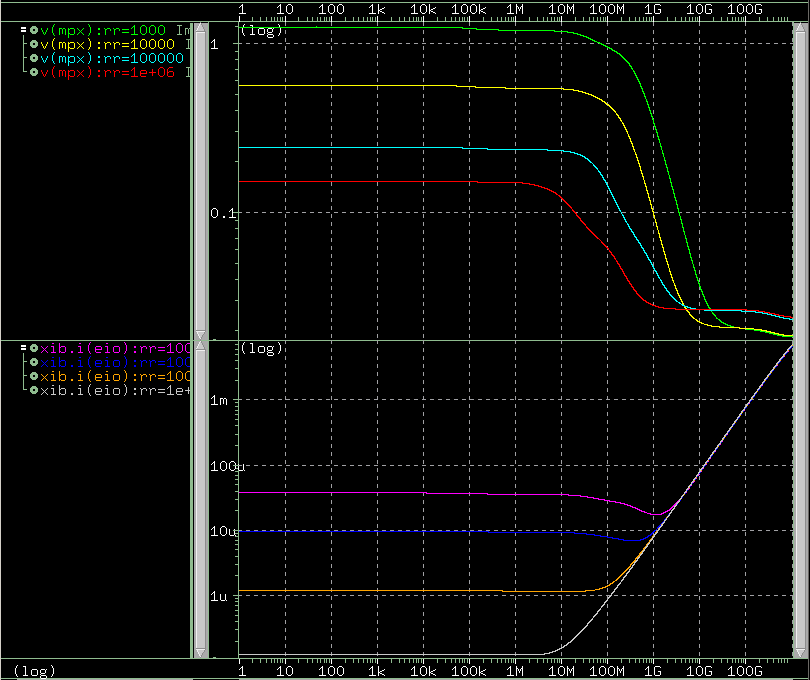 1 10 100 1k 10k 100k 1M 10M 100M 1G 10G 100G
v(mpx):rr=1000 Im
v(mpx):rr=10000 I
v(mpx):rr=100000
v(mpx):rr=1e+06 I
(log)
1
0.1
xib.i(eio):rr=100
xib.i(eio):rr=100
xib.i(eio):rr=100
xib.i(eio):rr=1e+
(log)
1m
100u
10u
1u
(log)
1 10 100 1k 10k 100k 1M 10M 100M 1G 10G 100G